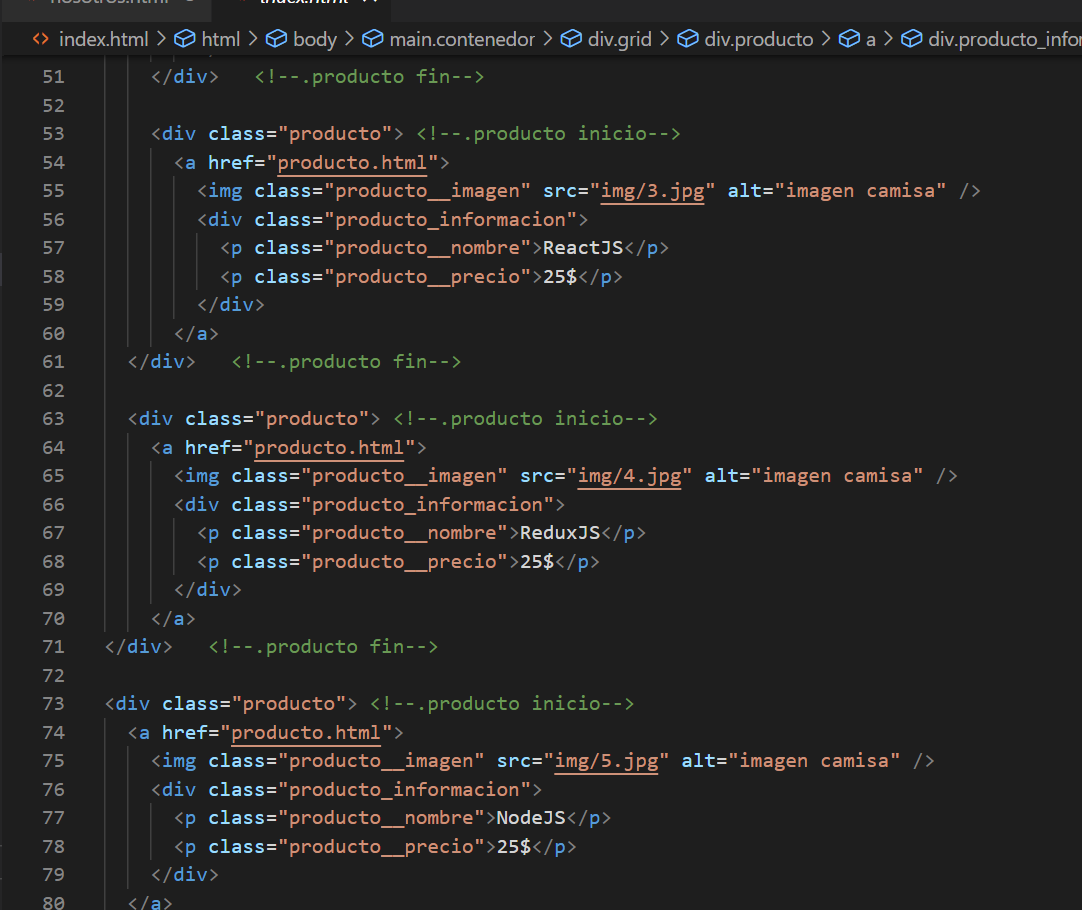 nosotros.html index.html
index.html > html > body > main.contenedor > div.grid > div.producto > a > div.producto_infor
51 </div> <!--.producto fin-->
52
53 <div class="producto"> <!--.producto inicio-->
54 <a href="producto.html">
55 <img class="producto__imagen" src="img/3.jpg" alt="imagen camisa" />
56 <div class="producto_informacion">
57 <p class="producto__nombre">ReactJS</p>
58 <p class="producto__precio">25$</p>
59 </div>
60 </a>
61 </div> <!--.producto fin-->
62
63 <div class="producto"> <!--.producto inicio-->
64 <a href="producto.html">
65 <img class="producto__imagen" src="img/4.jpg" alt="imagen camisa" />
66 <div class="producto_informacion">
67 <p class="producto__nombre">ReduxJS</p>
68 <p class="producto__precio">25$</p>
69 </div>
70 </a>
71 </div> <!--.producto fin-->
72
73 <div class="producto"> <!--.producto inicio-->
74 <a href="producto.html">
75 <img class="producto__imagen" src="img/5.jpg" alt="imagen camisa" />
76 <div class="producto_informacion">
77 <p class="producto__nombre">NodeJS</p>
78 <p class="producto__precio">25$</p>
79 </div>
80 </a>